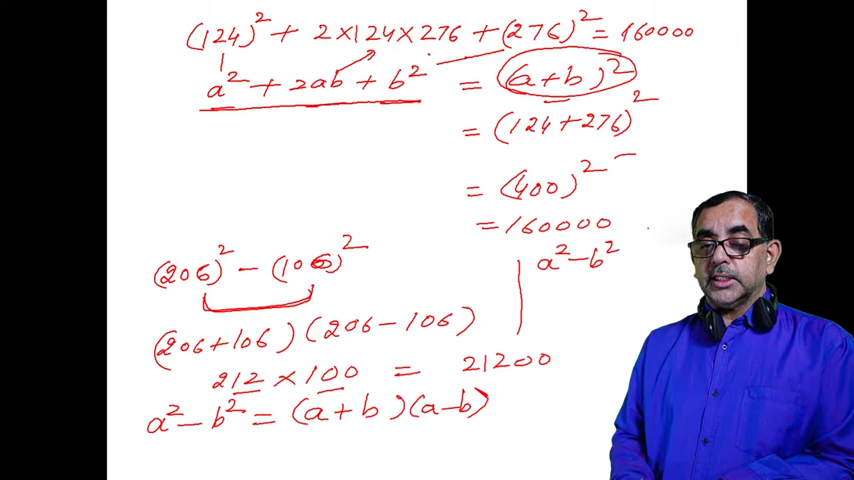 (124)² + 2×124×276 + (276)² = 160000
a² + 2ab + b² = (a+b)²
= (124+276)²
= (400)²
= 160000
(206)² − (106)²
a² − b²
(206+106) (206−106)
212 × 100 = 21200
a² − b² = (a+b)(a−b)